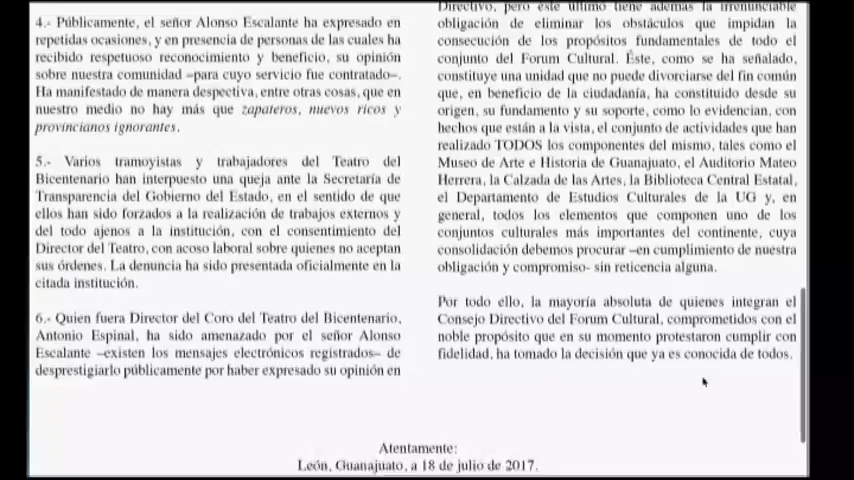 4.- Públicamente, el señor Alonso Escalante ha expresado en
repetidas ocasiones, y en presencia de personas de las cuales ha
recibido respetuoso reconocimiento y beneficio, su opinión
sobre nuestra comunidad –para cuyo servicio fue contratado–.
Ha manifestado de manera despectiva, entre otras cosas, que en
nuestro medio no hay más que zapateros, nuevos ricos y
provincianos ignorantes.
5.- Varios tramoyistas y trabajadores del Teatro del
Bicentenario han interpuesto una queja ante la Secretaría de
Transparencia del Gobierno del Estado, en el sentido de que
ellos han sido forzados a la realización de trabajos externos y
del todo ajenos a la institución, con el consentimiento del
Director del Teatro, con acoso laboral sobre quienes no aceptan
sus órdenes. La denuncia ha sido presentada oficialmente en la
citada institución.
6.- Quien fuera Director del Coro del Teatro del Bicentenario,
Antonio Espinal, ha sido amenazado por el señor Alonso
Escalante –existen los mensajes electrónicos registrados– de
desprestigiarlo públicamente por haber expresado su opinión en
Directivo, pero este último tiene además la irrenunciable
obligación de eliminar los obstáculos que impidan la
consecución de los propósitos fundamentales de todo el
conjunto del Forum Cultural. Éste, como se ha señalado,
constituye una unidad que no puede divorciarse del fin común
que, en beneficio de la ciudadanía, ha constituido desde su
origen, su fundamento y su soporte, como lo evidencian, con
hechos que están a la vista, el conjunto de actividades que han
realizado TODOS los componentes del mismo, tales como el
Museo de Arte e Historia de Guanajuato, el Auditorio Mateo
Herrera, la Calzada de las Artes, la Biblioteca Central Estatal,
el Departamento de Estudios Culturales de la UG y, en
general, todos los elementos que componen uno de los
conjuntos culturales más importantes del continente, cuya
consolidación debemos procurar –en cumplimiento de nuestra
obligación y compromiso- sin reticencia alguna.
Por todo ello, la mayoría absoluta de quienes integran el
Consejo Directivo del Forum Cultural, comprometidos con el
noble propósito que en su momento protestaron cumplir con
fidelidad, ha tomado la decisión que ya es conocida de todos.
Atentamente:
León, Guanajuato, a 18 de julio de 2017.